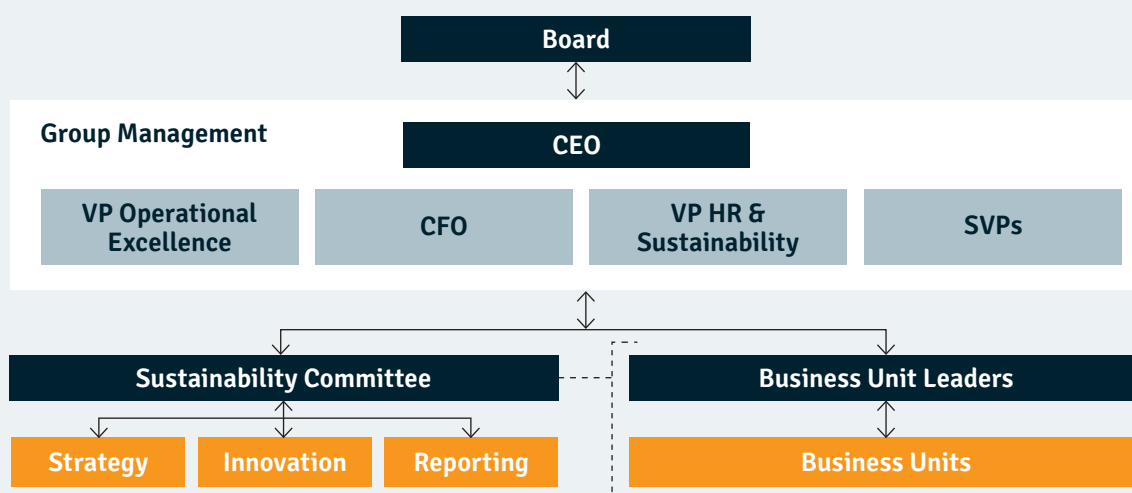 Board
Group Management
CEO
VP Operational
Excellence
CFO
VP HR &
Sustainability
SVPs
Sustainability Committee
Business Unit Leaders
Strategy
Innovation
Reporting
Business Units